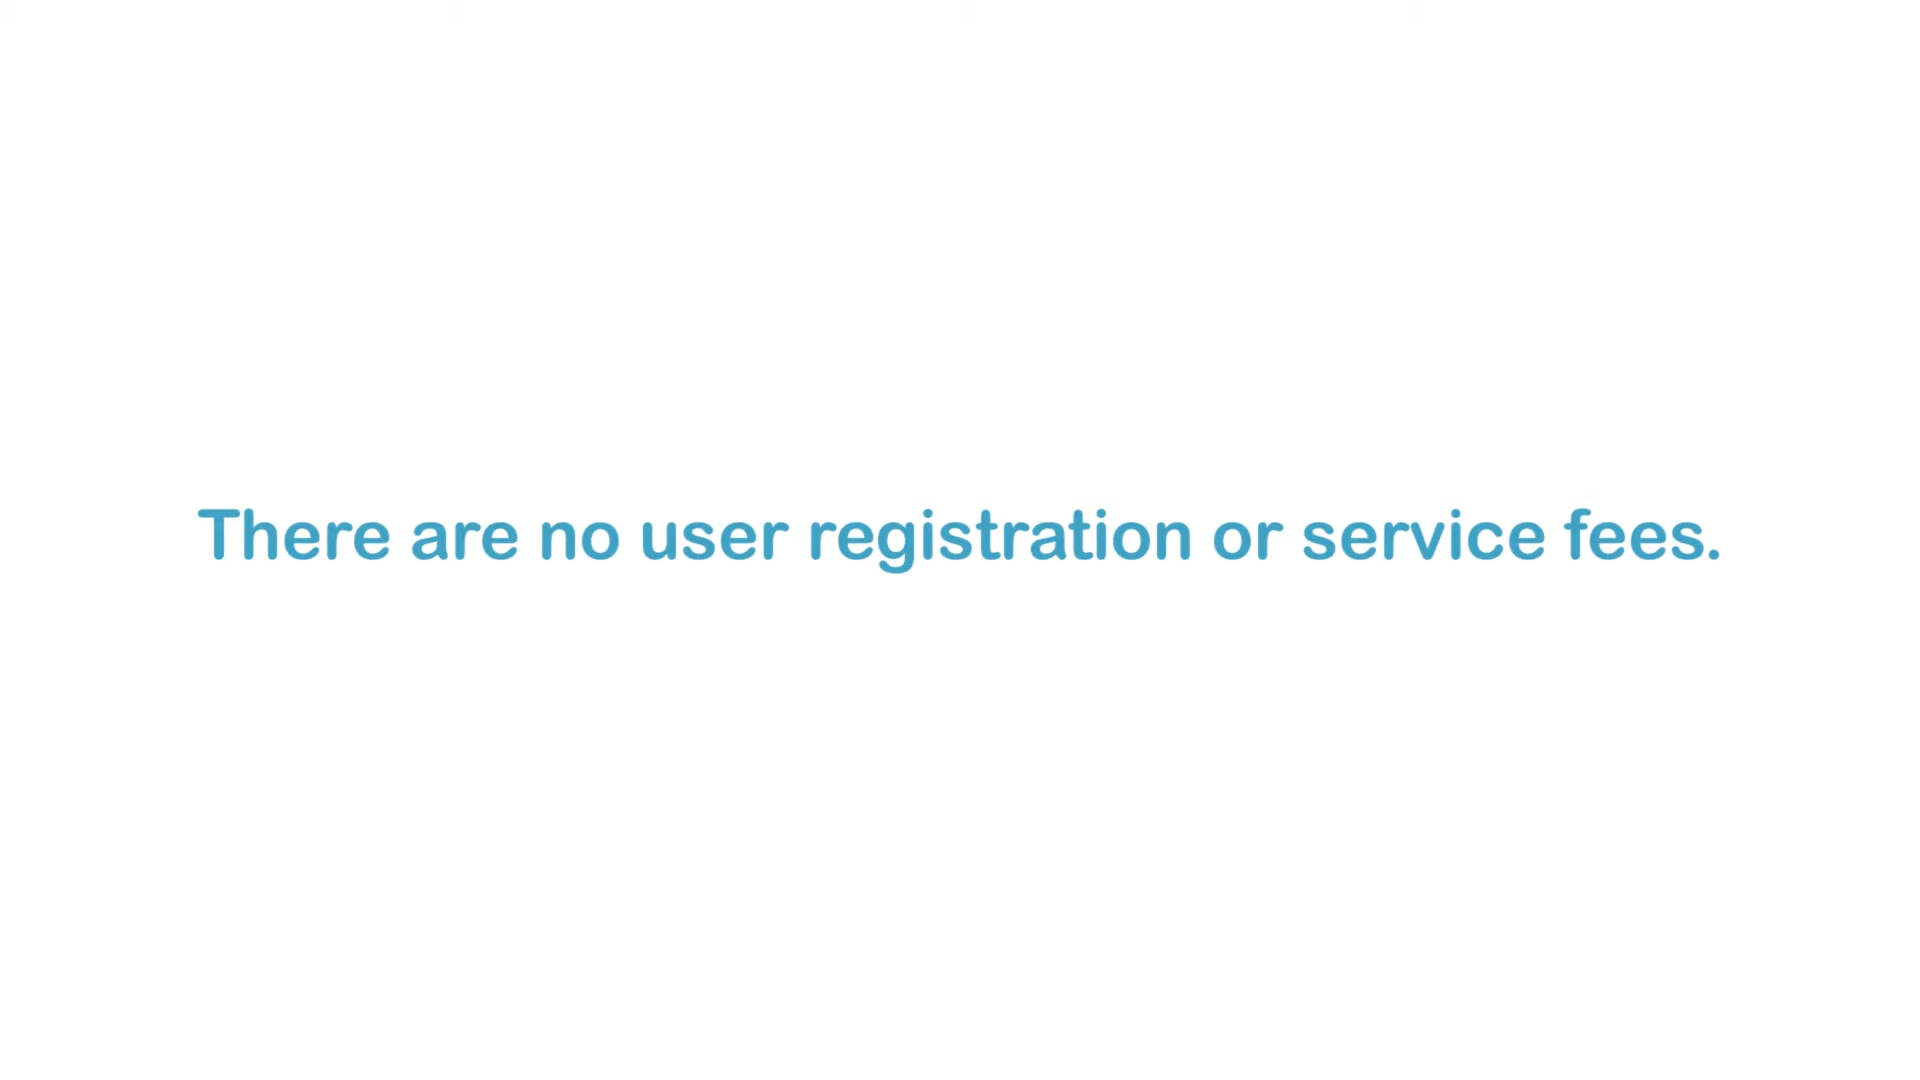 There are no user registration or service fees.